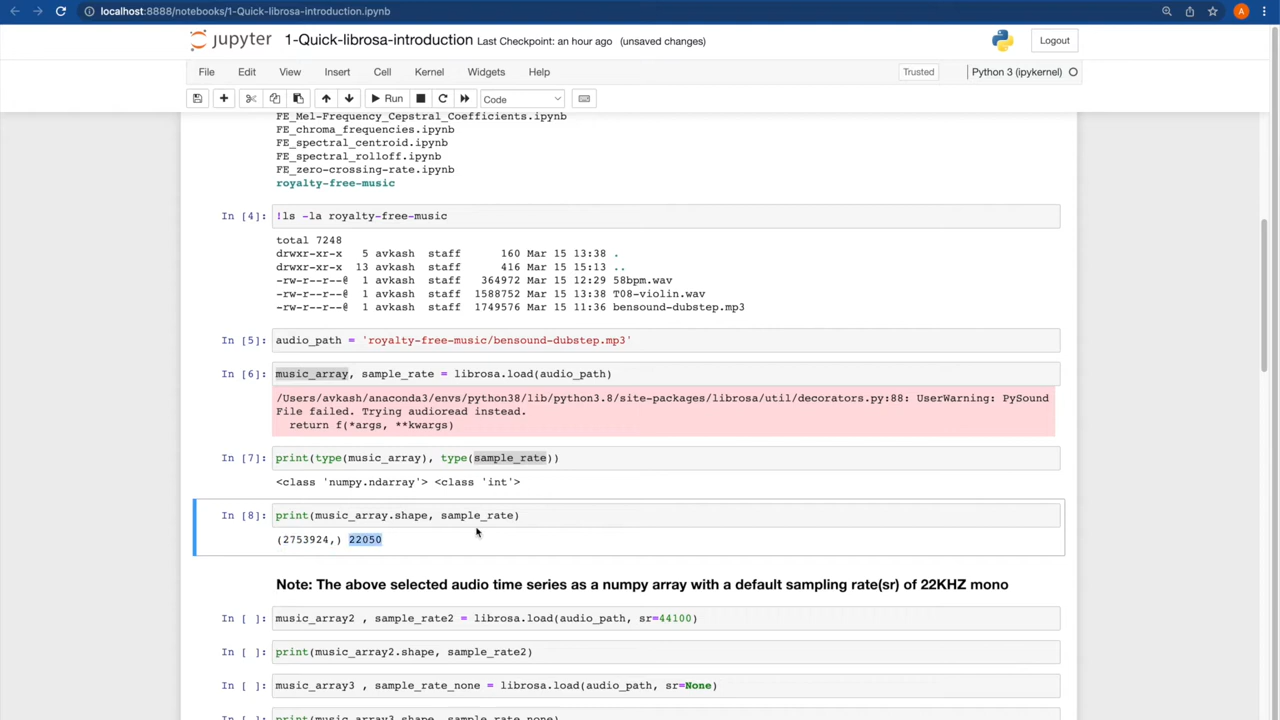 localhost:8888/notebooks/1-Quick-librosa-introduction.ipynb
A
jupyter 1-Quick-librosa-introduction Last Checkpoint: an hour ago (unsaved changes) Logout
File Edit View Insert Cell Kernel Widgets Help Trusted Python 3 (ipykernel)
Run Code
FE_Mel-Frequency_Cepstral_Coefficients.ipynb
FE_chroma_frequencies.ipynb
FE_spectral_centroid.ipynb
FE_spectral_rolloff.ipynb
FE_zero-crossing-rate.ipynb
royalty-free-music
In [4]: !ls -la royalty-free-music
total 7248
drwxr-xr-x 5 avkash staff 160 Mar 15 13:38 .
drwxr-xr-x 13 avkash staff 416 Mar 15 15:13 ..
-rw-r--r--@ 1 avkash staff 364972 Mar 15 12:29 58bpm.wav
-rw-r--r--@ 1 avkash staff 1588752 Mar 15 13:38 T08-violin.wav
-rw-r--r--@ 1 avkash staff 1749576 Mar 15 11:36 bensound-dubstep.mp3
In [5]: audio_path = 'royalty-free-music/bensound-dubstep.mp3'
In [6]: music_array, sample_rate = librosa.load(audio_path)
/Users/avkash/anaconda3/envs/python38/lib/python3.8/site-packages/librosa/util/decorators.py:88: UserWarning: PySound
File failed. Trying audioread instead.
return f(*args, **kwargs)
In [7]: print(type(music_array), type(sample_rate))
<class 'numpy.ndarray'> <class 'int'>
In [8]: print(music_array.shape, sample_rate)
(2753924,) 22050
Note: The above selected audio time series as a numpy array with a default sampling rate(sr) of 22KHZ mono
In [ ]: music_array2 , sample_rate2 = librosa.load(audio_path, sr=44100)
In [ ]: print(music_array2.shape, sample_rate2)
In [ ]: music_array3 , sample_rate_none = librosa.load(audio_path, sr=None)
In [ ]: print(music_array3.shape, sample_rate_none)